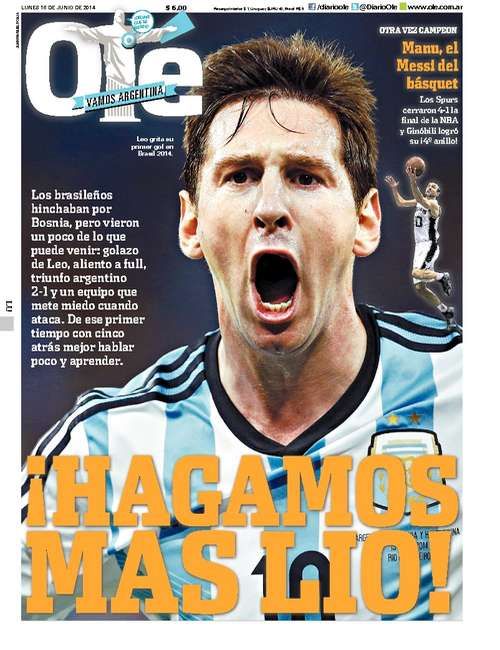 LUNES 16 DE JUNIO DE 2014
$ 6,00
/diarioole
@DiarioOle
www.ole.com.ar
Olé
VAMOS ARGENTINA
OTRA VEZ CAMPEON
Manu, el
Messi del
básquet
Los Spurs
cerraron 4-1 la
final de la NBA
y Ginóbili logró
su ¡4º anillo!
Leo grita su
primer gol en
Brasil 2014.
Los brasileños
hinchaban por
Bosnia, pero vieron
un poco de lo que
puede venir: golazo
de Leo, aliento a full,
triunfo argentino
2-1 y un equipo que
mete miedo cuando
ataca. De ese primer
tiempo con cinco
atrás mejor hablar
poco y aprender.
¡HAGAMOS
MAS LIO!
10